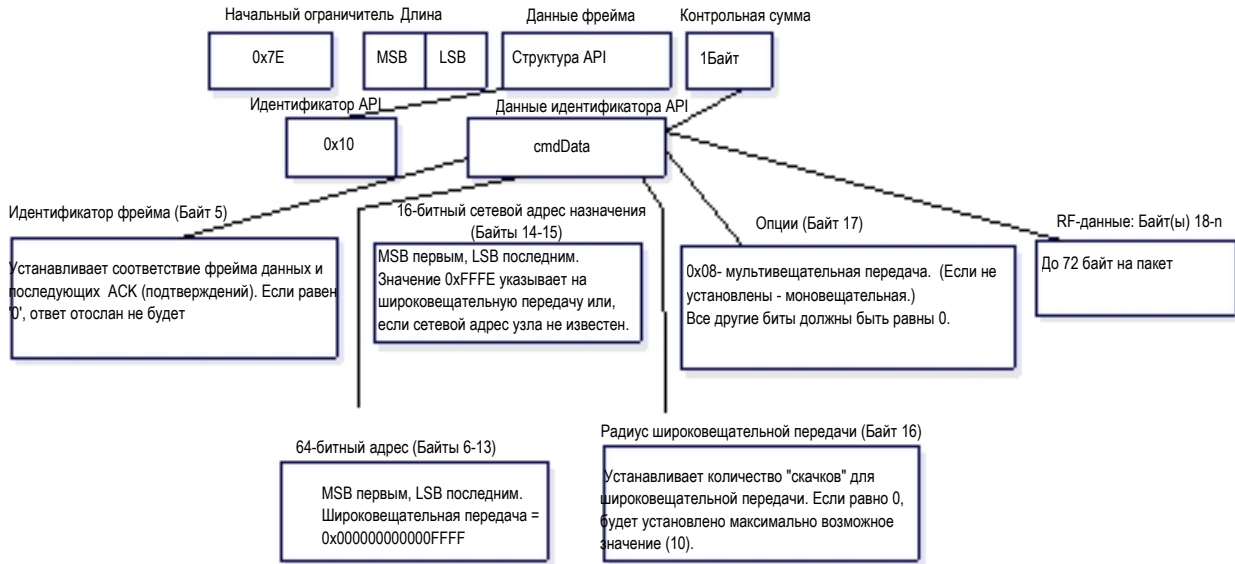 Начальный ограничитель Длина Данные фрейма Контрольная сумма
0x7E MSB LSB Структура API 1Байт
Идентификатор API Данные идентификатора API
0x10 cmdData
Идентификатор фрейма (Байт 5)
Устанавливает соответствие фрейма данных и
последующих ACK (подтверждений). Если равен
'0', ответ отослан не будет
16-битный сетевой адрес назначения
(Байты 14-15)
MSB первым, LSB последним.
Значение 0xFFFE указывает на
широковещательную передачу или,
если сетевой адрес узла не известен.
Опции (Байт 17)
0x08- мультивещательная передача. (Если не
установлены - моновещательная.)
Все другие биты должны быть равны 0.
RF-данные: Байт(ы) 18-n
До 72 байт на пакет
64-битный адрес (Байты 6-13)
MSB первым, LSB последним.
Широковещательная передача =
0x000000000000FFFF
Радиус широковещательной передачи (Байт 16)
Устанавливает количество "скачков" для
широковещательной передачи. Если равно 0,
будет установлено максимально возможное
значение (10).